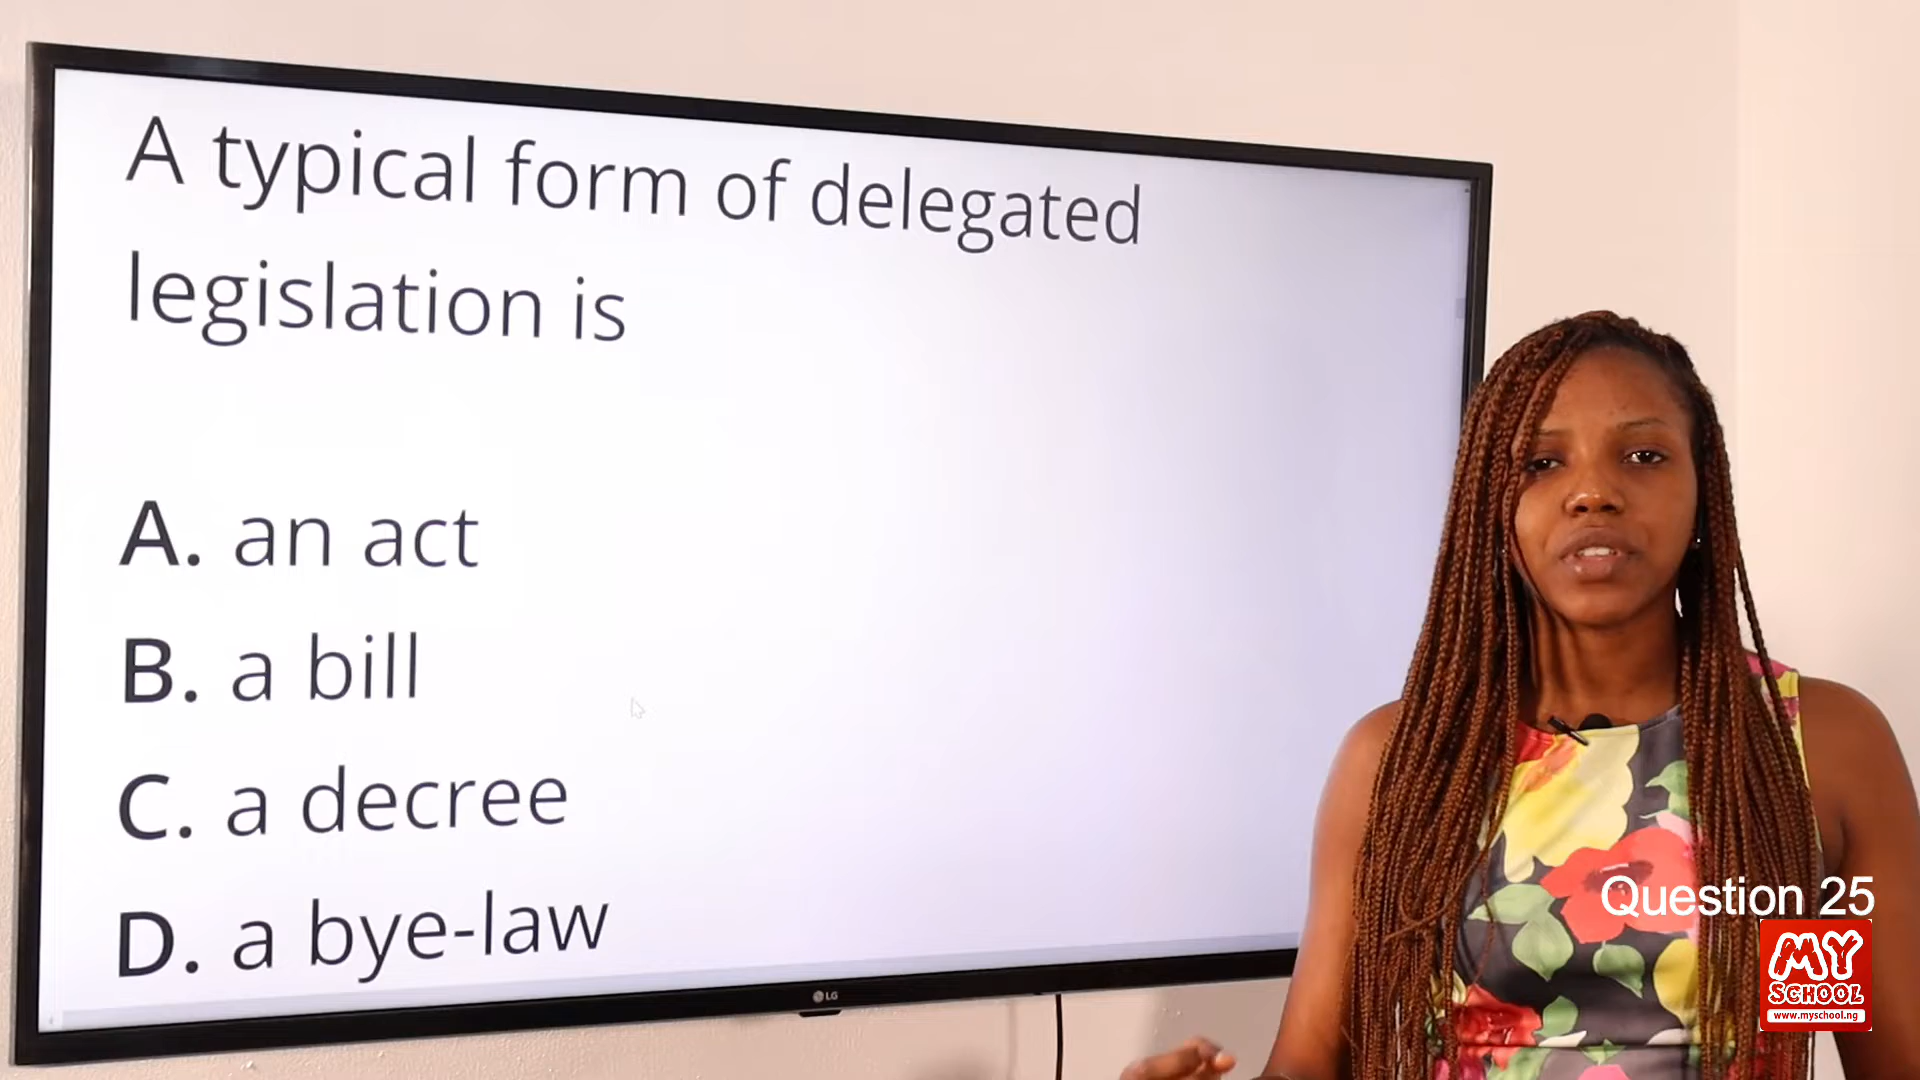 A typical form of delegated
legislation is
A. an act
B. a bill
C. a decree
D. a bye-law
LG
Question 25
MY
SCHOOL
www.myschool.ng